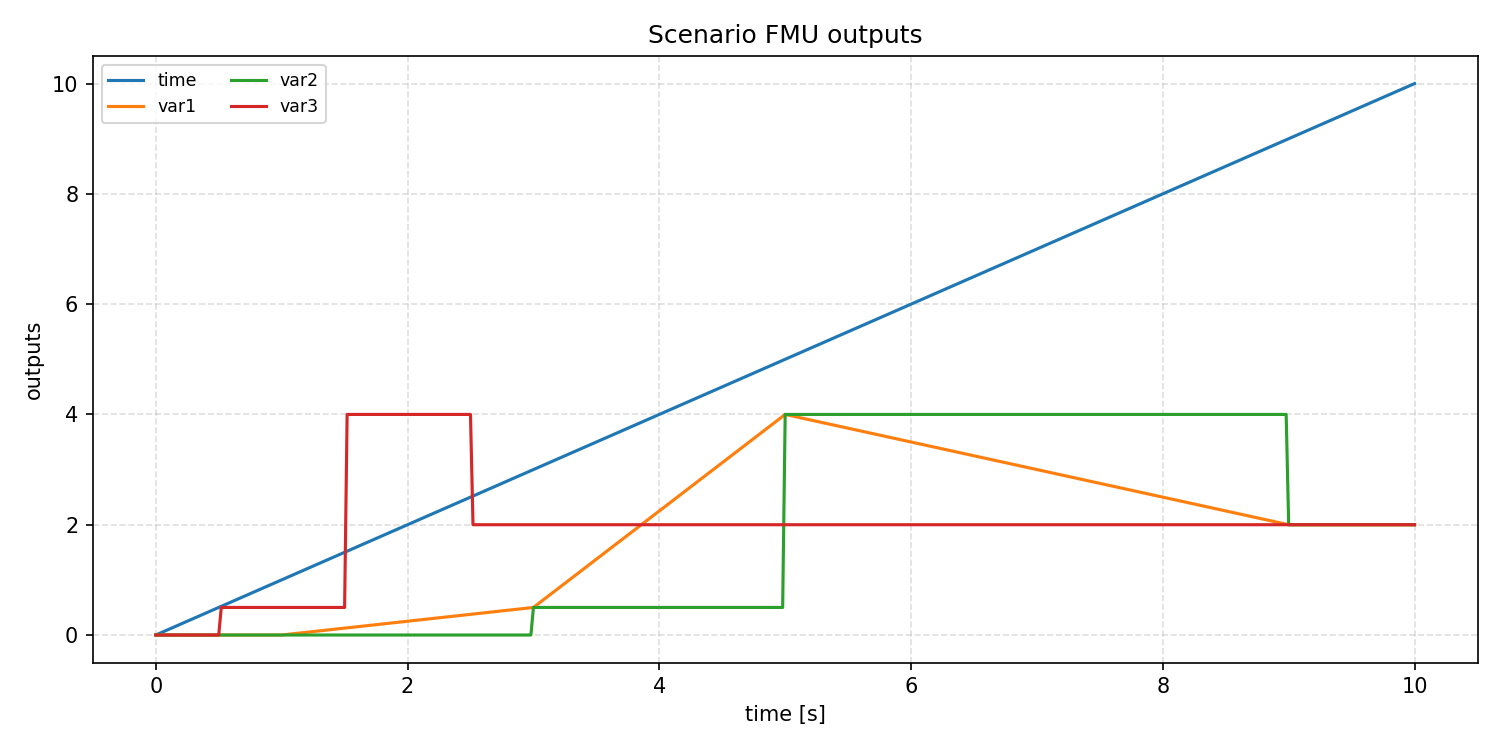 Scenario FMU outputs
time var2
var1 var3
10
8
6
4
2
0
outputs
0 2 4 6 8 10
time [s]